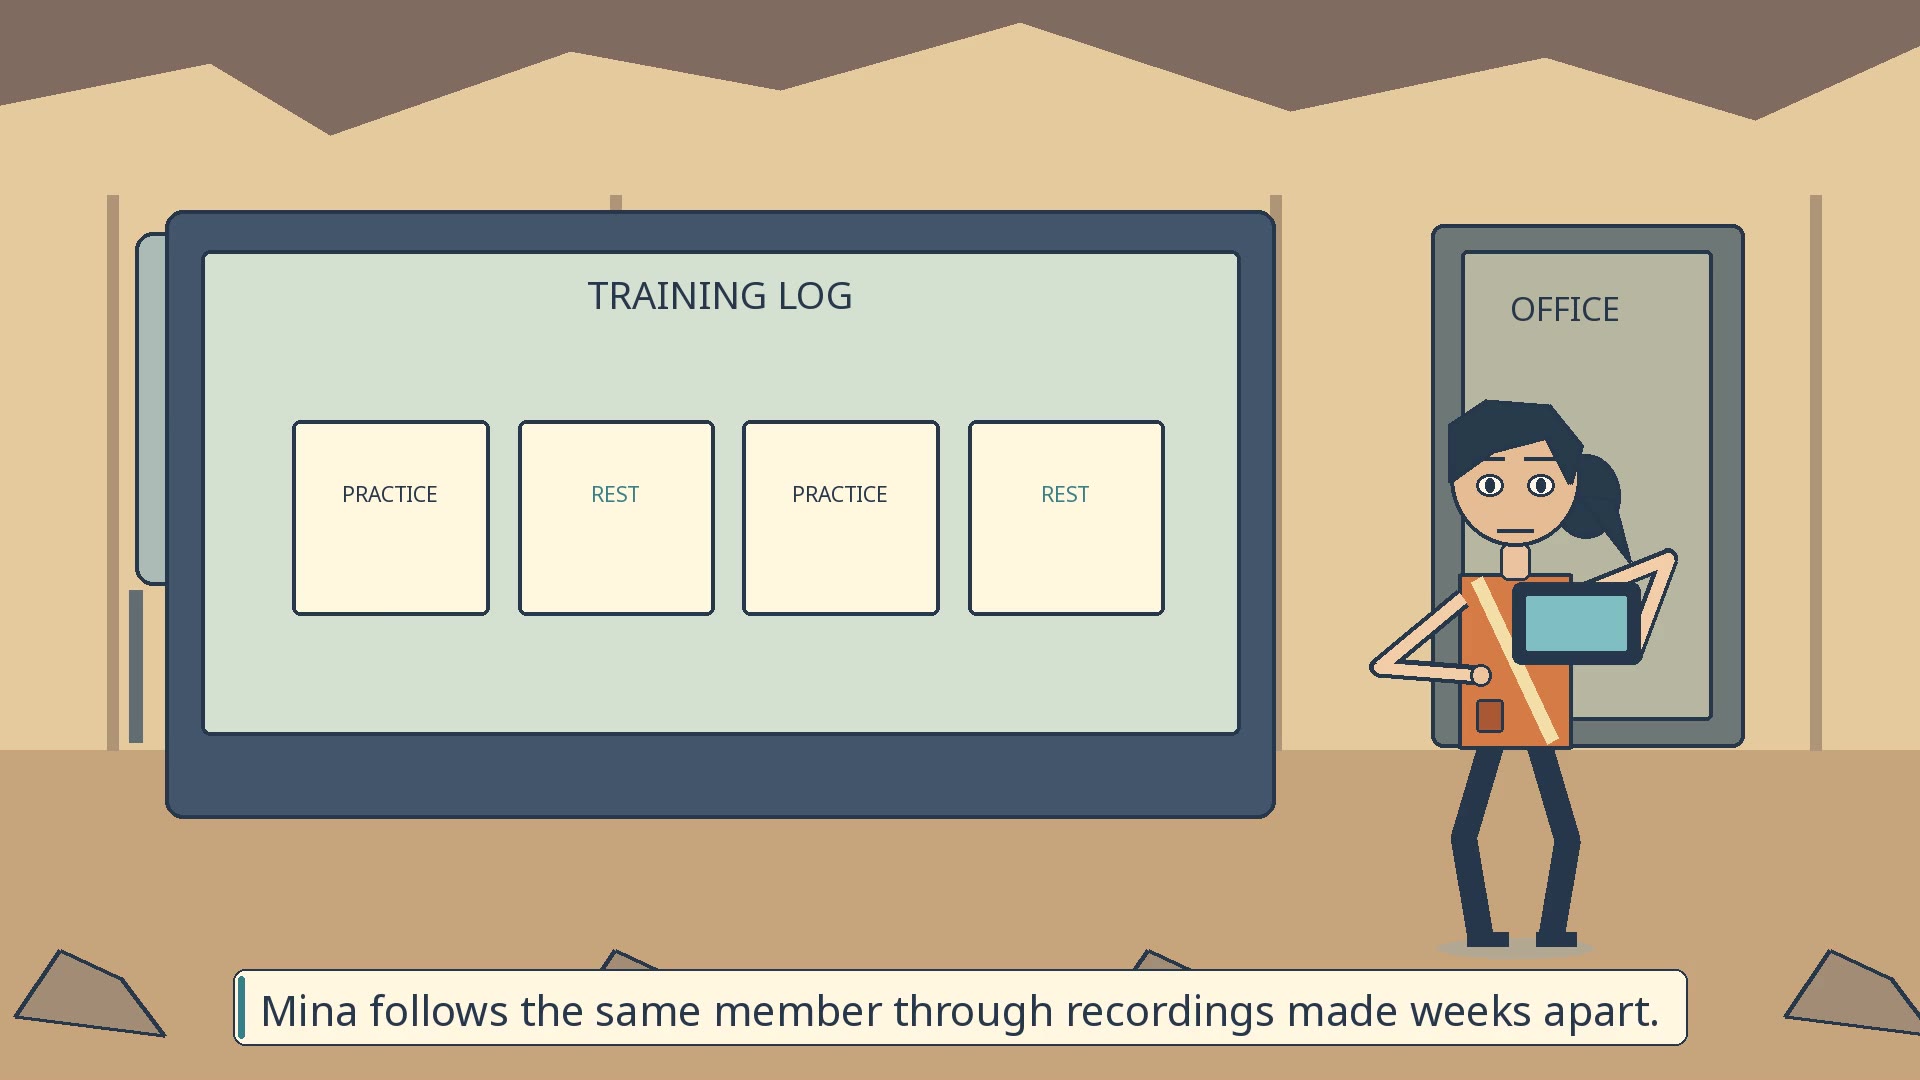 TRAINING LOG
OFFICE
PRACTICE
REST
PRACTICE
REST
Mina follows the same member through recordings made weeks apart.